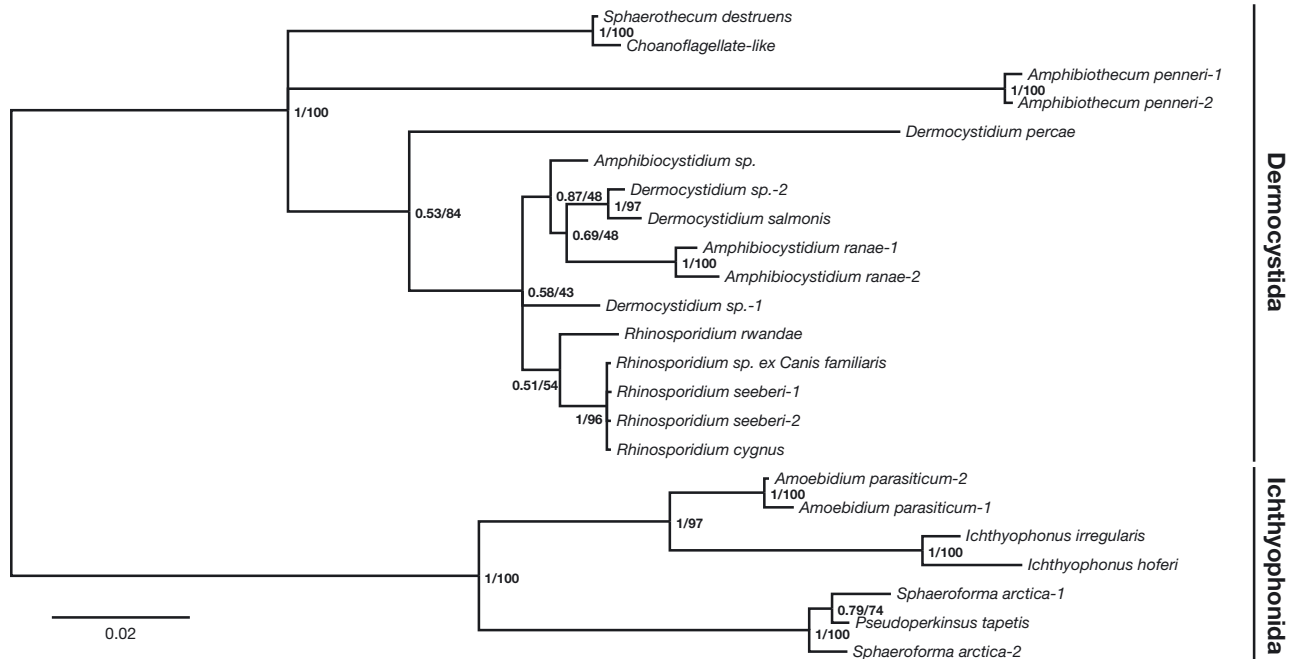 Sphaerothecum destruens
1/100
Choanoflagellate-like
Amphibiothecum penneri-1
1/100
Amphibiothecum penneri-2
1/100
Dermocystidium percae
Amphibiocystidium sp.
Dermocystidium sp.-2
0.87/48
1/97
Dermocystidium salmonis
0.53/84
0.69/48
Amphibiocystidium ranae-1
1/100
Amphibiocystidium ranae-2
0.58/43
Dermocystidium sp.-1
Rhinosporidium rwandae
Rhinosporidium sp. ex Canis familiaris
0.51/54
Rhinosporidium seeberi-1
1/96
Rhinosporidium seeberi-2
Rhinosporidium cygnus
Dermocystida
Amoebidium parasiticum-2
1/100
Amoebidium parasiticum-1
1/97
Ichthyophonus irregularis
1/100
Ichthyophonus hoferi
1/100
Sphaeroforma arctica-1
0.79/74
Pseudoperkinsus tapetis
1/100
Sphaeroforma arctica-2
Ichthyophonida
0.02